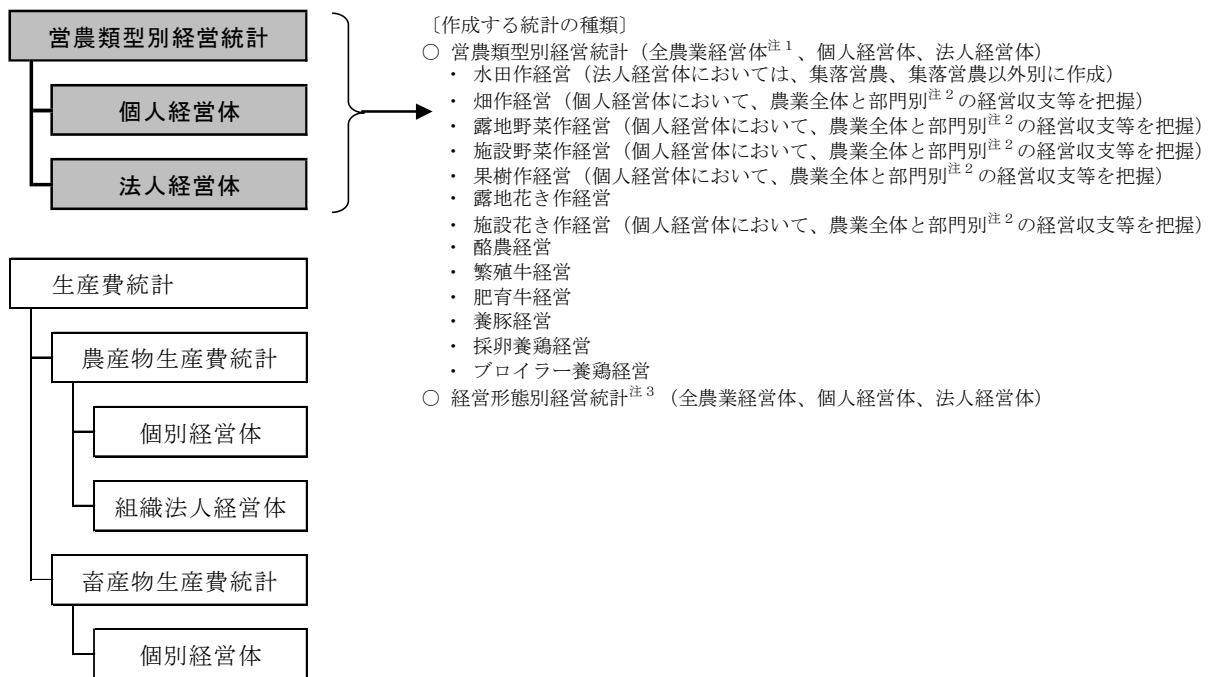 営農類型別経営統計
個人経営体
法人経営体
生産費統計
農産物生産費統計
個別経営体
組織法人経営体
畜産物生産費統計
個別経営体
〔作成する統計の種類〕
○ 営農類型別経営統計（全農業経営体注１、個人経営体、法人経営体）
・ 水田作経営（法人経営体においては、集落営農、集落営農以外別に作成）
・ 畑作経営（個人経営体において、農業全体と部門別注２の経営収支等を把握）
・ 露地野菜作経営（個人経営体において、農業全体と部門別注２の経営収支等を把握）
・ 施設野菜作経営（個人経営体において、農業全体と部門別注２の経営収支等を把握）
・ 果樹作経営（個人経営体において、農業全体と部門別注２の経営収支等を把握）
・ 露地花き作経営
・ 施設花き作経営（個人経営体において、農業全体と部門別注２の経営収支等を把握）
・ 酪農経営
・ 繁殖牛経営
・ 肥育牛経営
・ 養豚経営
・ 採卵養鶏経営
・ ブロイラー養鶏経営
○ 経営形態別経営統計注３（全農業経営体、個人経営体、法人経営体）